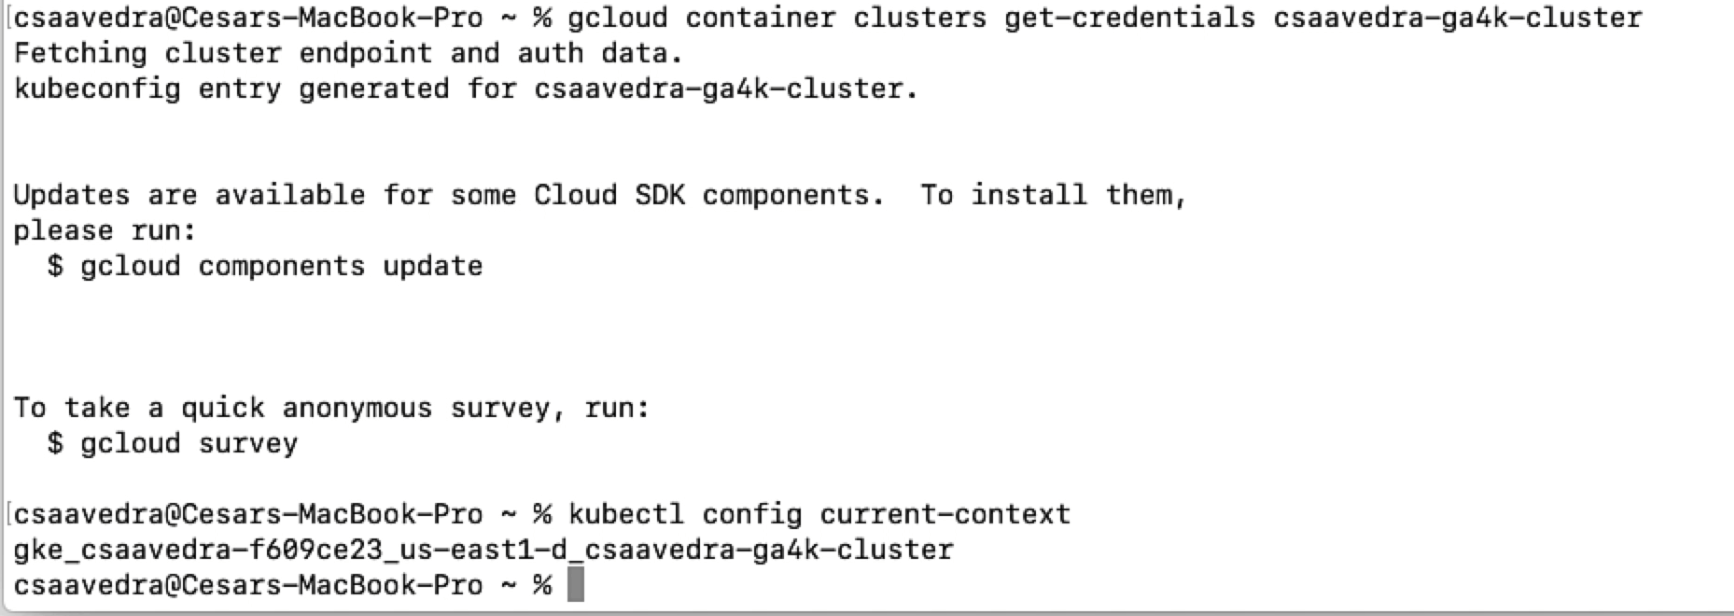 [csaavedra@Cesars-MacBook-Pro ~ % gcloud container clusters get-credentials csaavedra-ga4k-cluster
Fetching cluster endpoint and auth data.
kubeconfig entry generated for csaavedra-ga4k-cluster.
Updates are available for some Cloud SDK components.  To install them,
please run:
  $ gcloud components update
To take a quick anonymous survey, run:
  $ gcloud survey
[csaavedra@Cesars-MacBook-Pro ~ % kubectl config current-context
gke_csaavedra-f609ce23_us-east1-d_csaavedra-ga4k-cluster
csaavedra@Cesars-MacBook-Pro ~ %